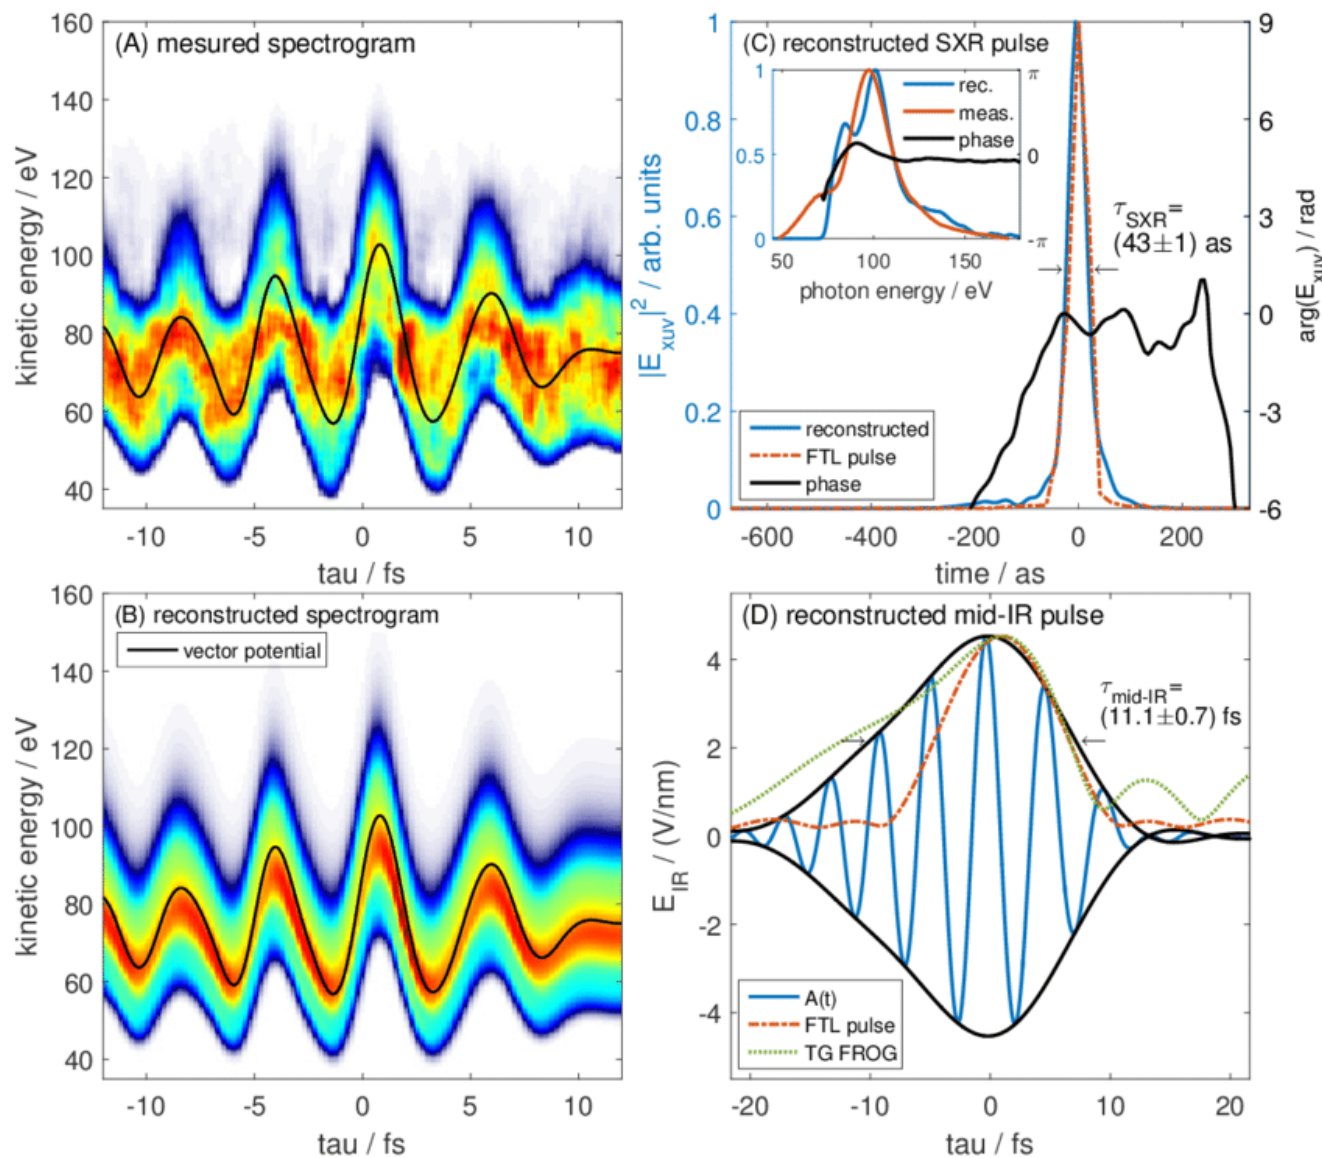 (A) mesured spectrogram
160
140
120
100
80
60
40
kinetic energy / eV
-10 -5 0 5 10
tau / fs
(C) reconstructed SXR pulse
1
0.8
0.6
0.4
0.2
0
|E_xuv|² / arb. units
9
6
3
0
-3
-6
arg(E_xuv) / rad
1
0.5
0
π
0
-π
rec.
meas.
phase
50 100 150
photon energy / eV
τ_SXR=
(43±1) as
reconstructed
FTL pulse
phase
-600 -400 -200 0 200
time / as
(B) reconstructed spectrogram
vector potential
160
140
120
100
80
60
40
kinetic energy / eV
-10 -5 0 5 10
tau / fs
(D) reconstructed mid-IR pulse
4
2
0
-2
-4
E_IR / (V/nm)
τ_mid-IR=
(11.1±0.7) fs
A(t)
FTL pulse
TG FROG
-20 -10 0 10 20
tau / fs